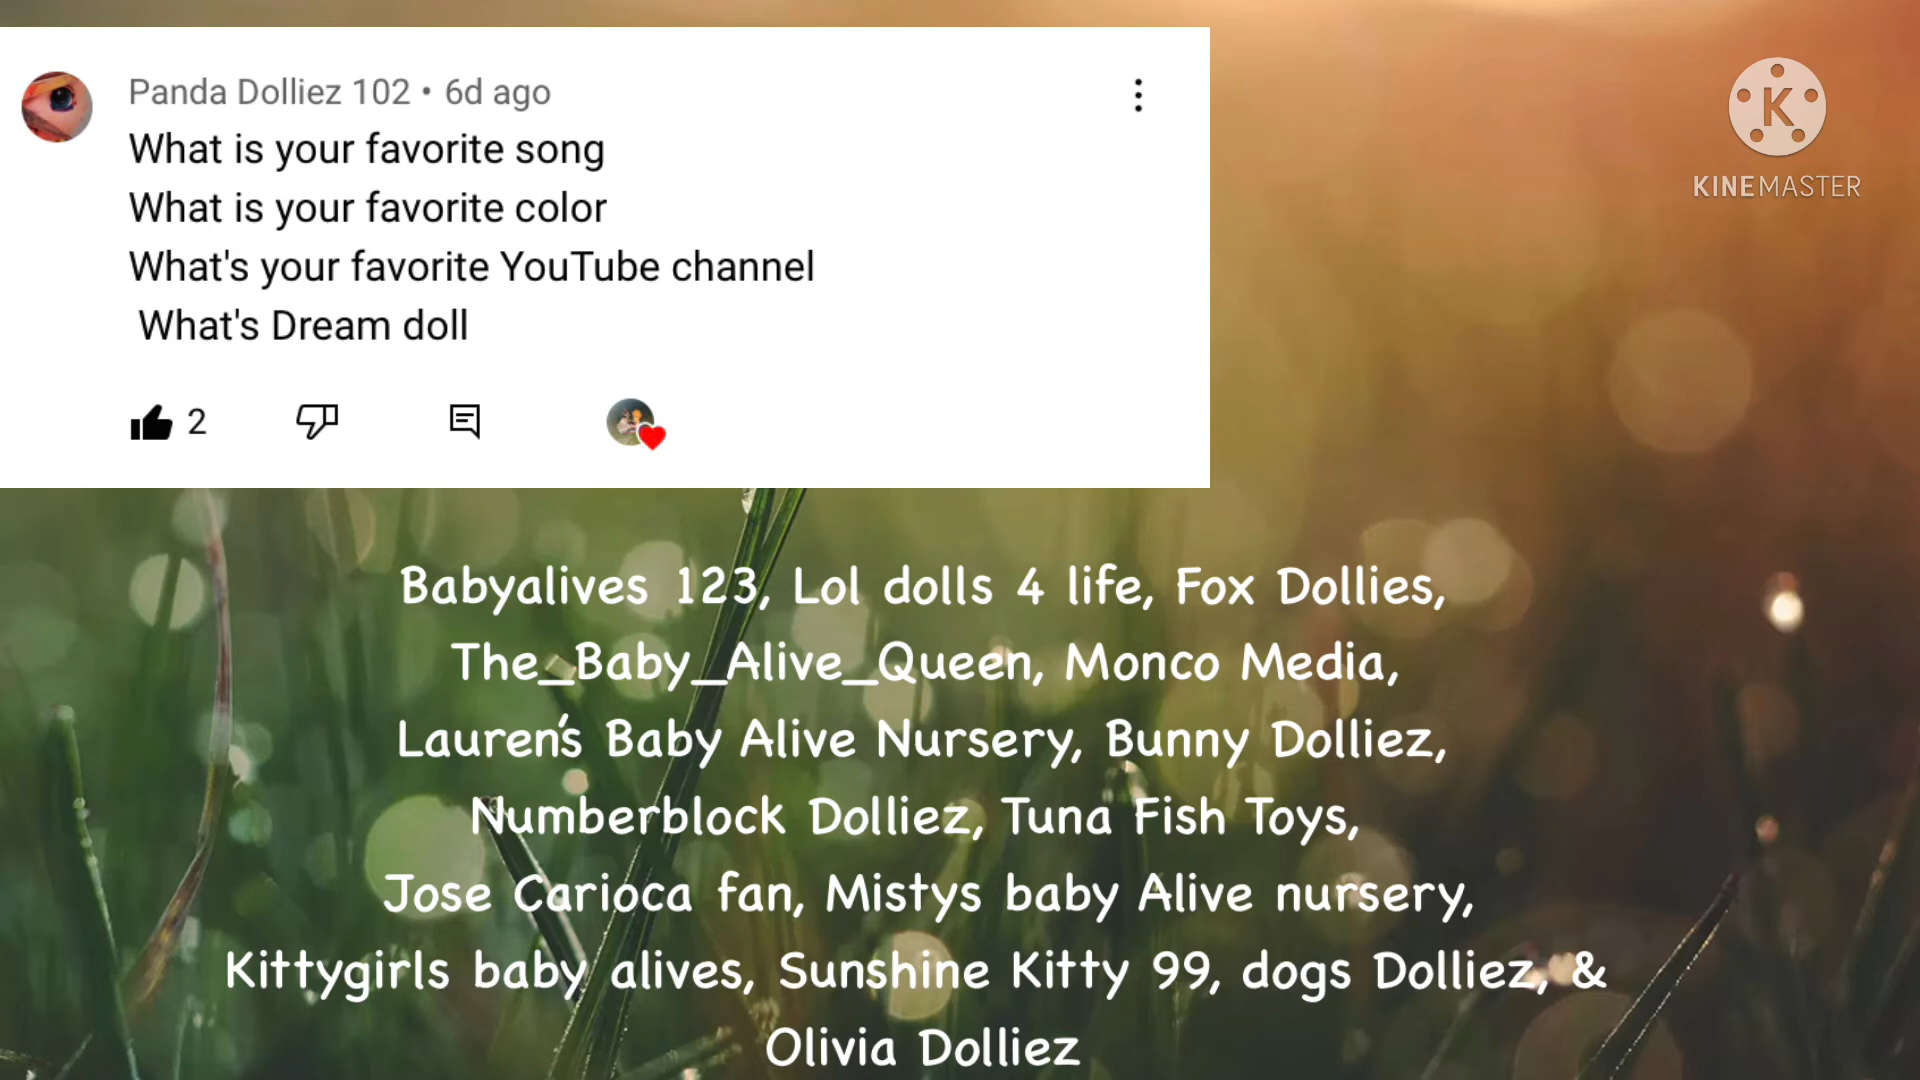 Panda Dolliez 102 • 6d ago
What is your favorite song
What is your favorite color
What's your favorite YouTube channel
What's Dream doll
2
K
KINEMASTER
Babyalives 123, Lol dolls 4 life, Fox Dollies,
The_Baby_Alive_Queen, Monco Media,
Lauren's Baby Alive Nursery, Bunny Dolliez,
Numberblock Dolliez, Tuna Fish Toys,
Jose Carioca fan, Mistys baby Alive nursery,
Kittygirls baby alives, Sunshine Kitty 99, dogs Dolliez, &
Olivia Dolliez